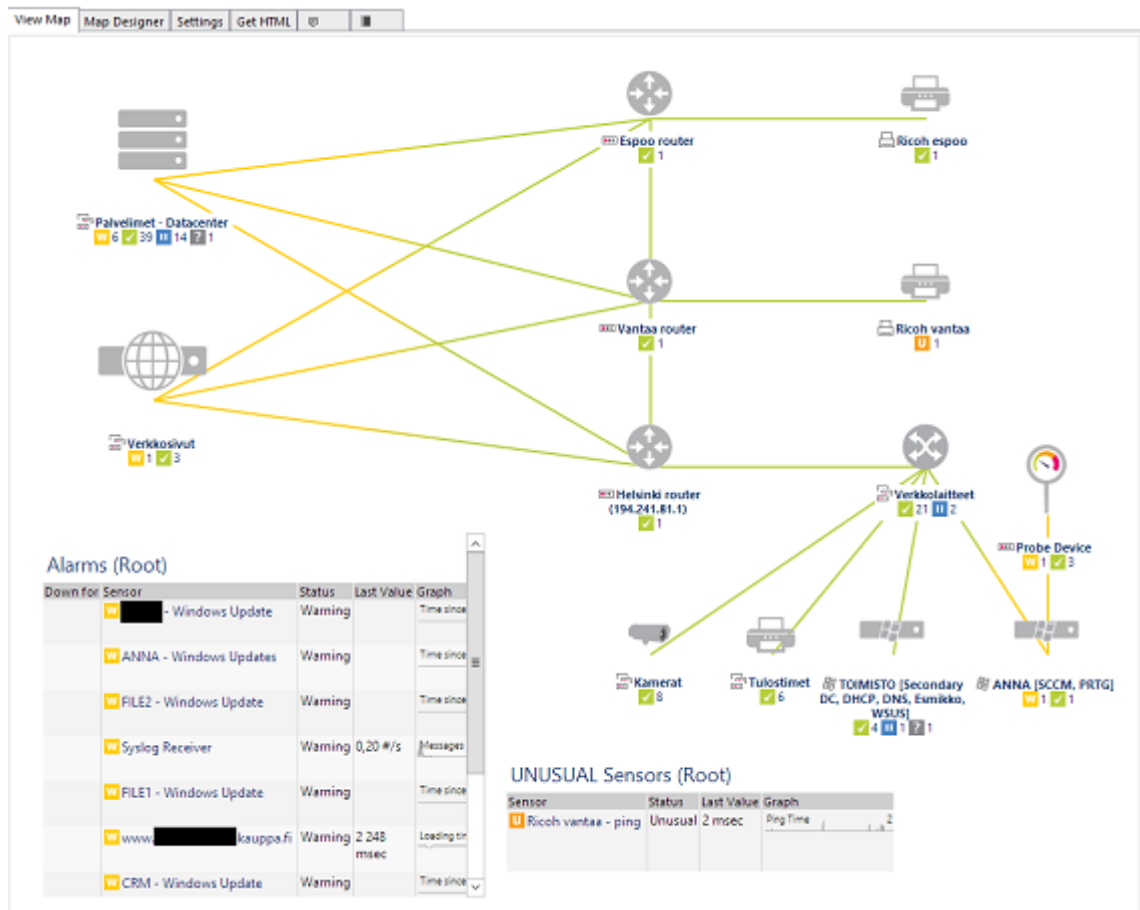 View Map Map Designer Settings Get HTML
Espoo router
✓ 1
Ricoh espoo
✓ 1
Palvelimet - Datacenter
W 6 ✓ 39 14 ? 1
Vantaa router
✓ 1
Ricoh vantaa
U 1
Verkkosivut
W 1 ✓ 3
Helsinki router
(194.241.81.1)
✓ 1
Verkkolaitteet
✓ 21 2
Probe Device
W 1 ✓ 3
Kamerat
✓ 8
Tulostimet
✓ 6
TOIMISTO [Secondary
DC, DHCP, DNS, Esmikko,
WSUS]
✓ 4 1 ? 1
ANNA [SCCM, PRTG]
W 1 ✓ 1
Alarms (Root)
Down for Sensor Status Last Value Graph
W - Windows Update Warning Time since
W ANNA - Windows Updates Warning Time since
W FILE2 - Windows Update Warning Time since
W Syslog Receiver Warning 0,20 #/s Messages
W FILE1 - Windows Update Warning Time since
W www. kauppa.fi Warning 2 248 Loading tin
msec
W CRM - Windows Update Warning Time since
UNUSUAL Sensors (Root)
Sensor Status Last Value Graph
U Ricoh vantaa - ping Unusual 2 msec Ping Time 2